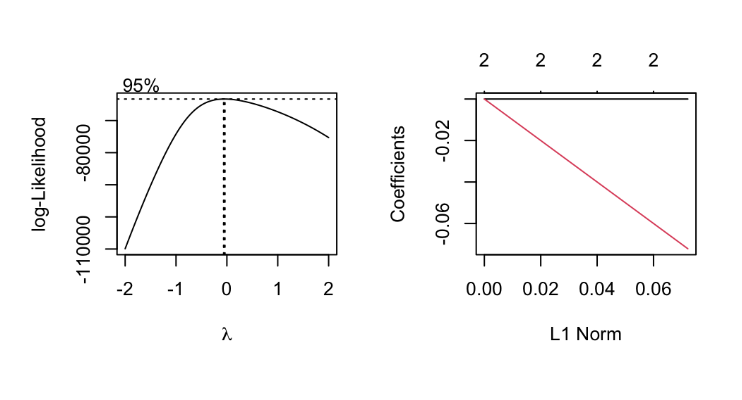 95%
log-Likelihood
-80000
-110000
-2 -1 0 1 2
λ
2 2 2 2
Coefficients
-0.02
-0.06
0.00 0.02 0.04 0.06
L1 Norm